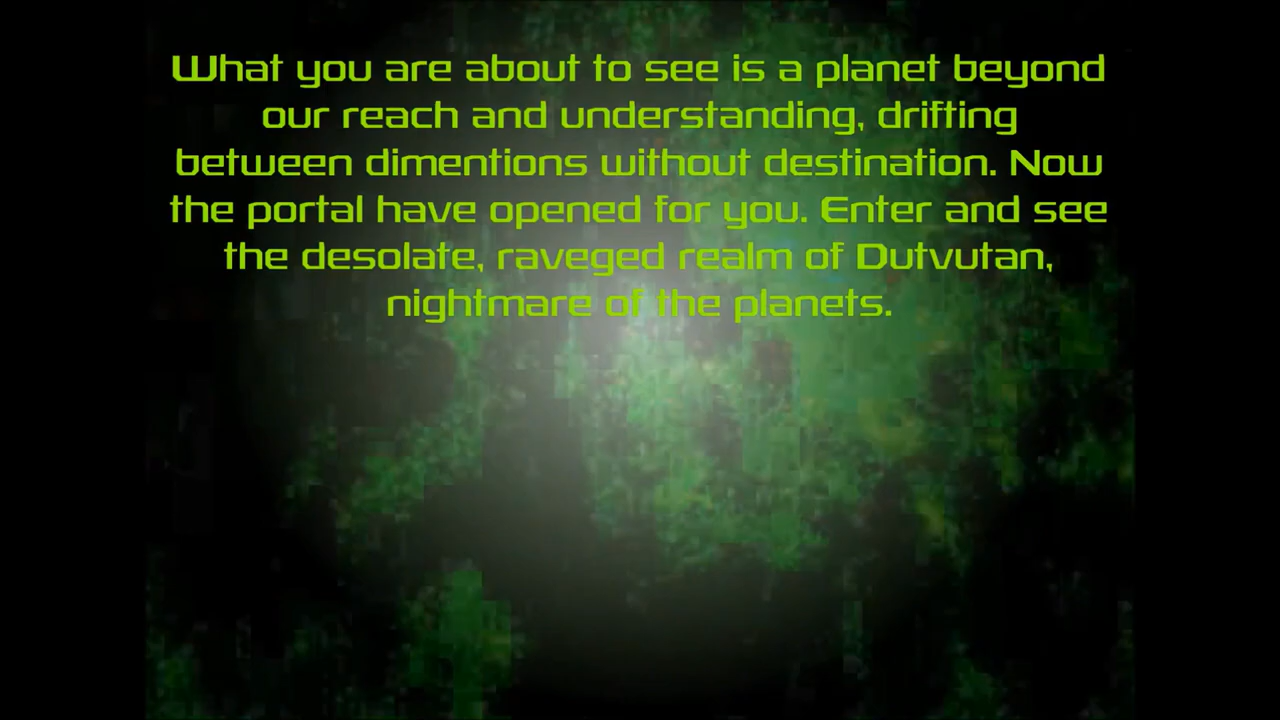 What you are about to see is a planet beyond
our reach and understanding, drifting
between dimentions without destination. Now
the portal have opened for you. Enter and see
the desolate, raveged realm of Dutvutan,
nightmare of the planets.